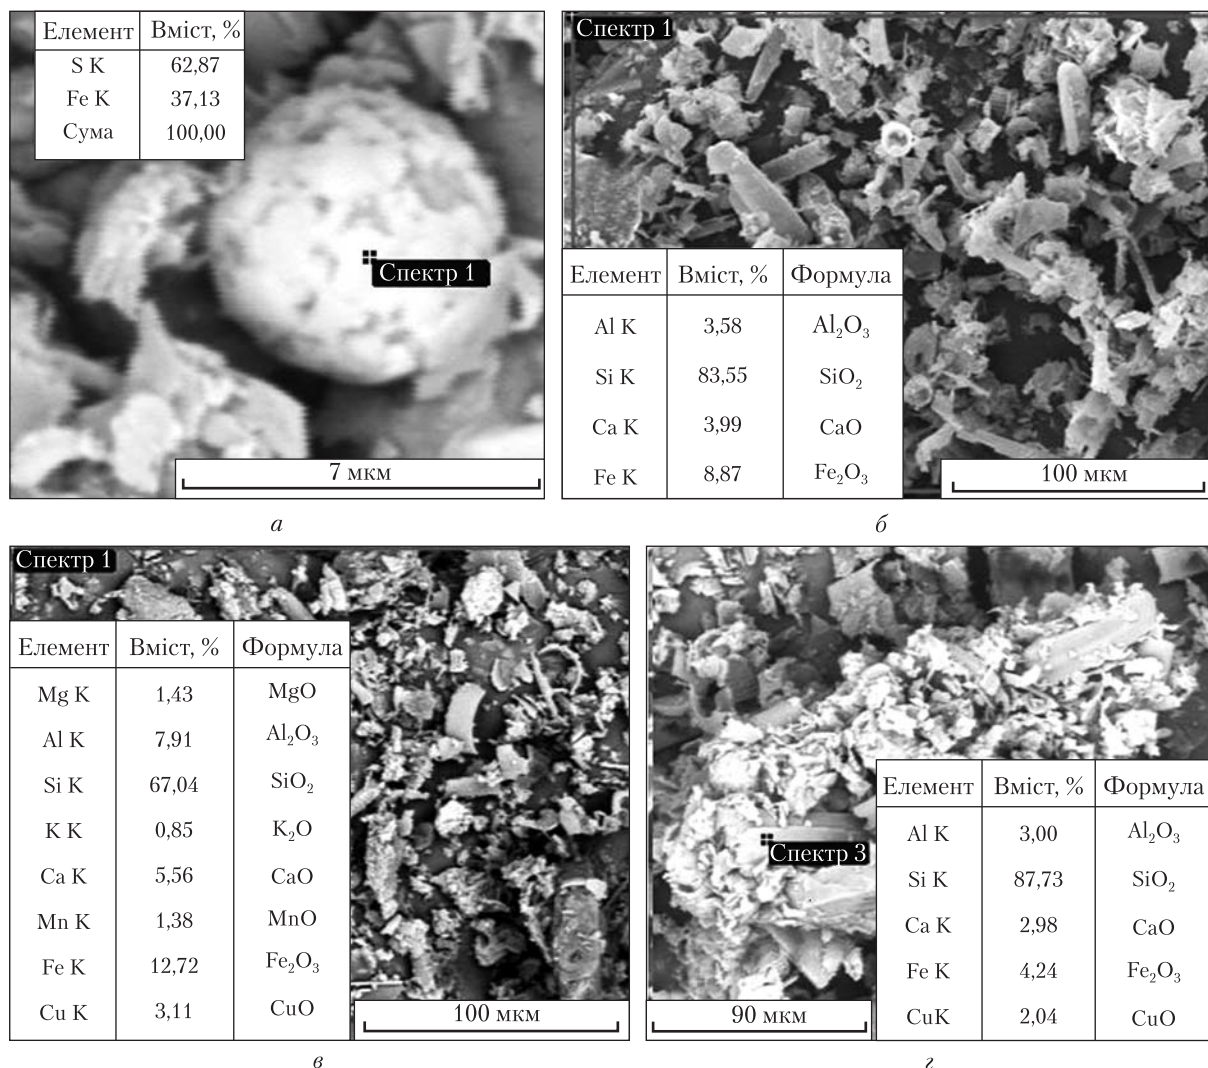 Елемент Вміст, %
S K 62,87
Fe K 37,13
Сума 100,00
Спектр 1
7 мкм
а
Спектр 1
Елемент Вміст, % Формула
Al K 3,58 Al₂O₃
Si K 83,55 SiO₂
Ca K 3,99 CaO
Fe K 8,87 Fe₂O₃
100 мкм
б
Спектр 1
Елемент Вміст, % Формула
Mg K 1,43 MgO
Al K 7,91 Al₂O₃
Si K 67,04 SiO₂
K K 0,85 K₂O
Ca K 5,56 CaO
Mn K 1,38 MnO
Fe K 12,72 Fe₂O₃
Cu K 3,11 CuO
100 мкм
в
Спектр 3
Елемент Вміст, % Формула
Al K 3,00 Al₂O₃
Si K 87,73 SiO₂
Ca K 2,98 CaO
Fe K 4,24 Fe₂O₃
CuK 2,04 CuO
90 мкм
г